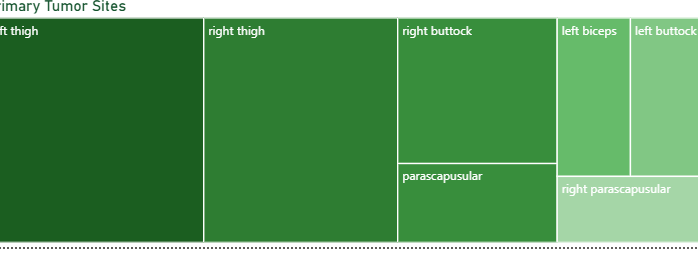 rimary Tumor Sites
ft thigh
right thigh
right buttock
left biceps
left buttock
parascapusular
right parascapusular